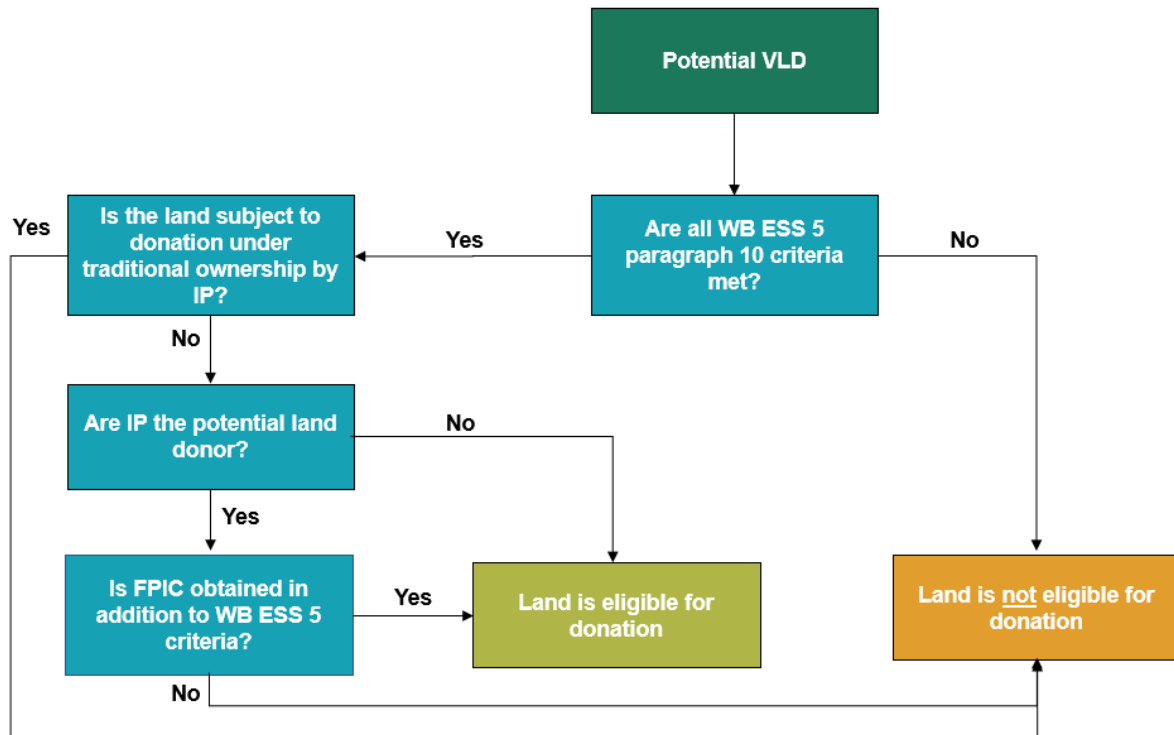 Potential VLD
Yes
Is the land subject to
donation under
traditional ownership by
IP?
Yes
Are all WB ESS 5
paragraph 10 criteria
met?
No
No
Are IP the potential land
donor?
No
Yes
Is FPIC obtained in
addition to WB ESS 5
criteria?
Yes
Land is eligible for
donation
Land is not eligible for
donation
No